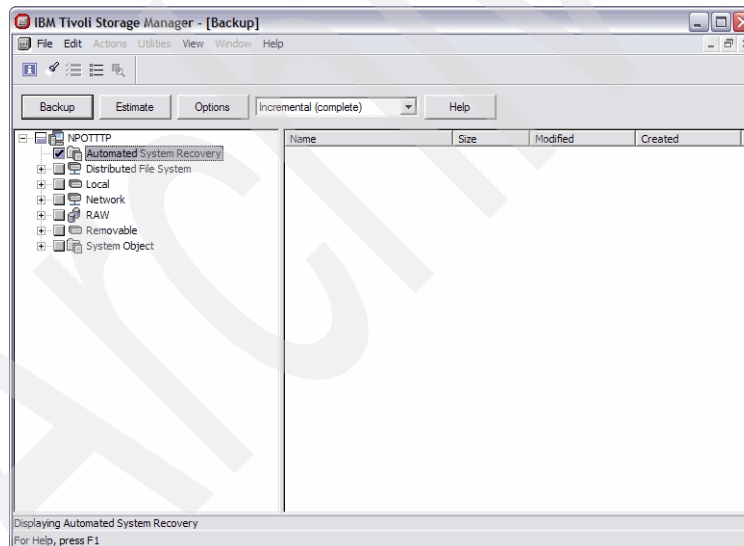 IBM Tivoli Storage Manager - [Backup]
File Edit Actions Utilities View Window Help
Backup Estimate Options Incremental (complete) Help
NPOTTTP
Automated System Recovery
Distributed File System
Local
Network
RAW
Removable
System Object
Name Size Modified Created
Displaying Automated System Recovery
For Help, press F1
Archiv